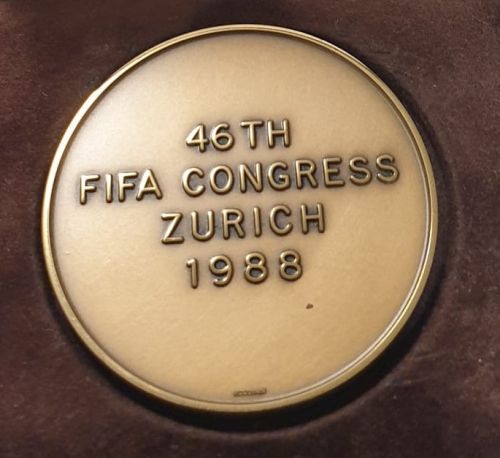 46TH
FIFA CONGRESS
ZURICH
1988